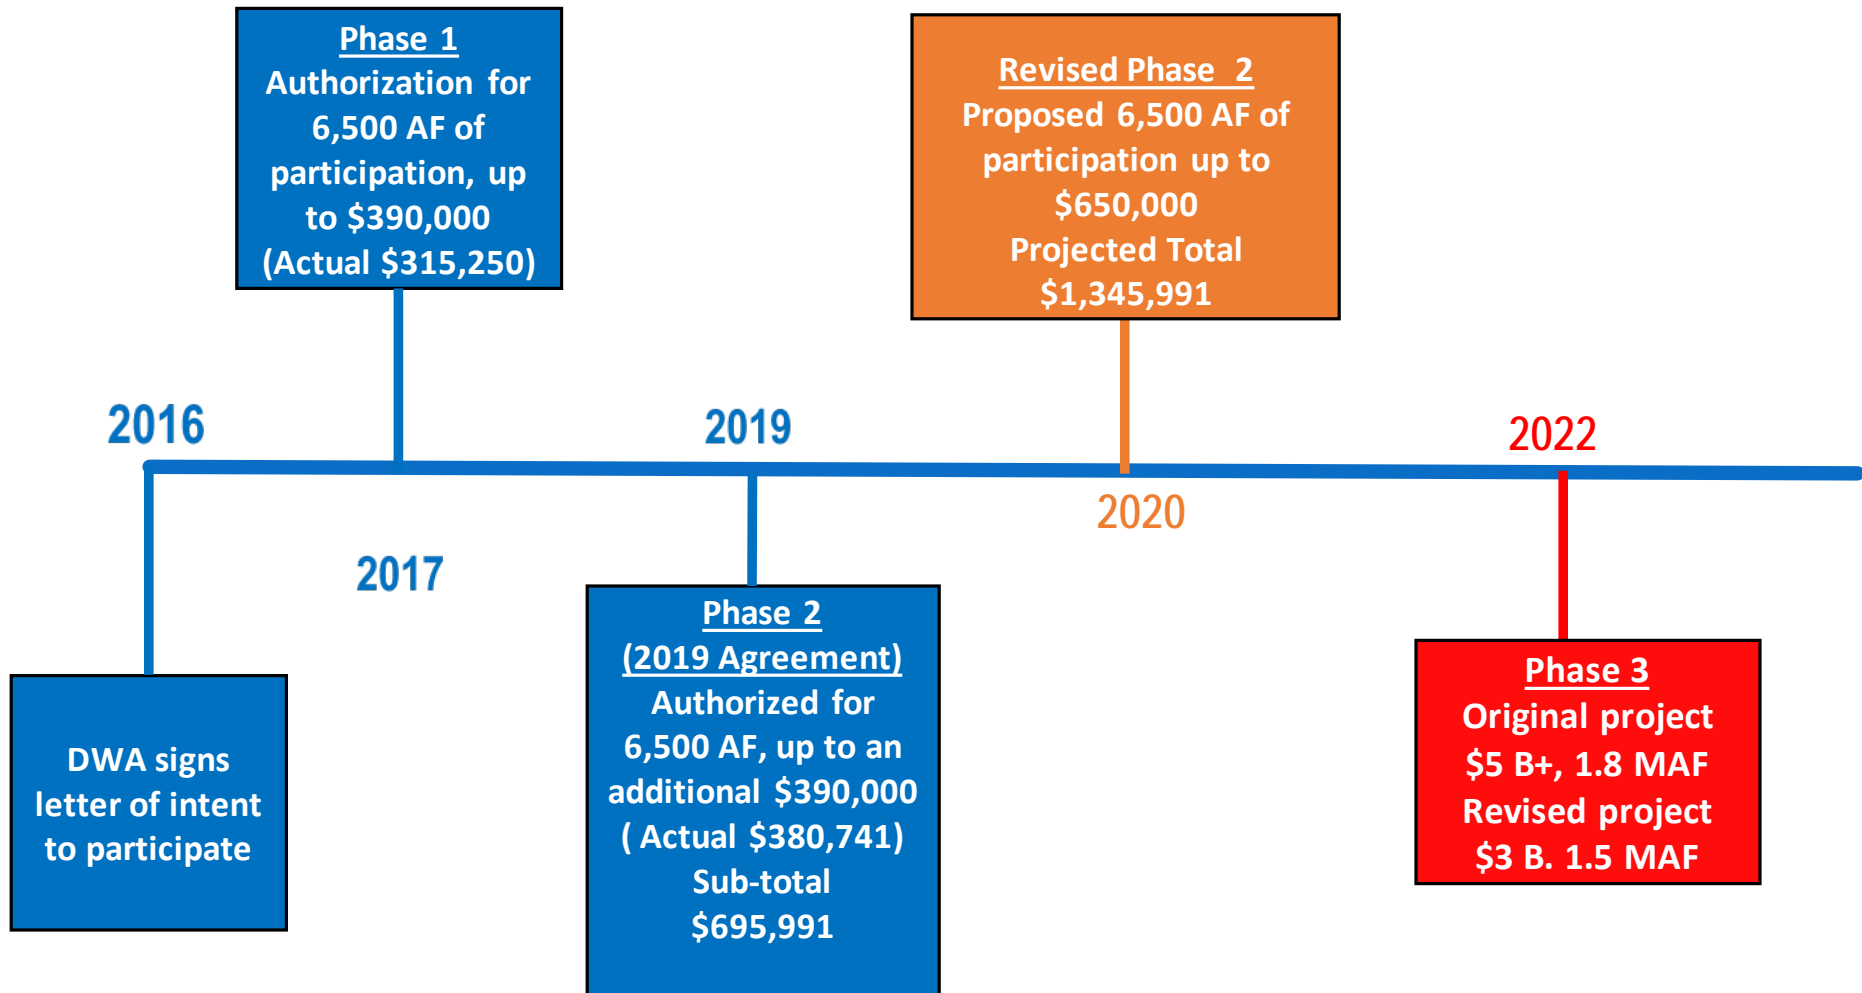 Phase 1
Authorization for
6,500 AF of
participation, up
to $390,000
(Actual $315,250)
Revised Phase 2
Proposed 6,500 AF of
participation up to
$650,000
Projected Total
$1,345,991
2016
2019
2022
2020
2017
DWA signs
letter of intent
to participate
Phase 2
(2019 Agreement)
Authorized for
6,500 AF, up to an
additional $390,000
( Actual $380,741)
Sub-total
$695,991
Phase 3
Original project
$5 B+, 1.8 MAF
Revised project
$3 B. 1.5 MAF